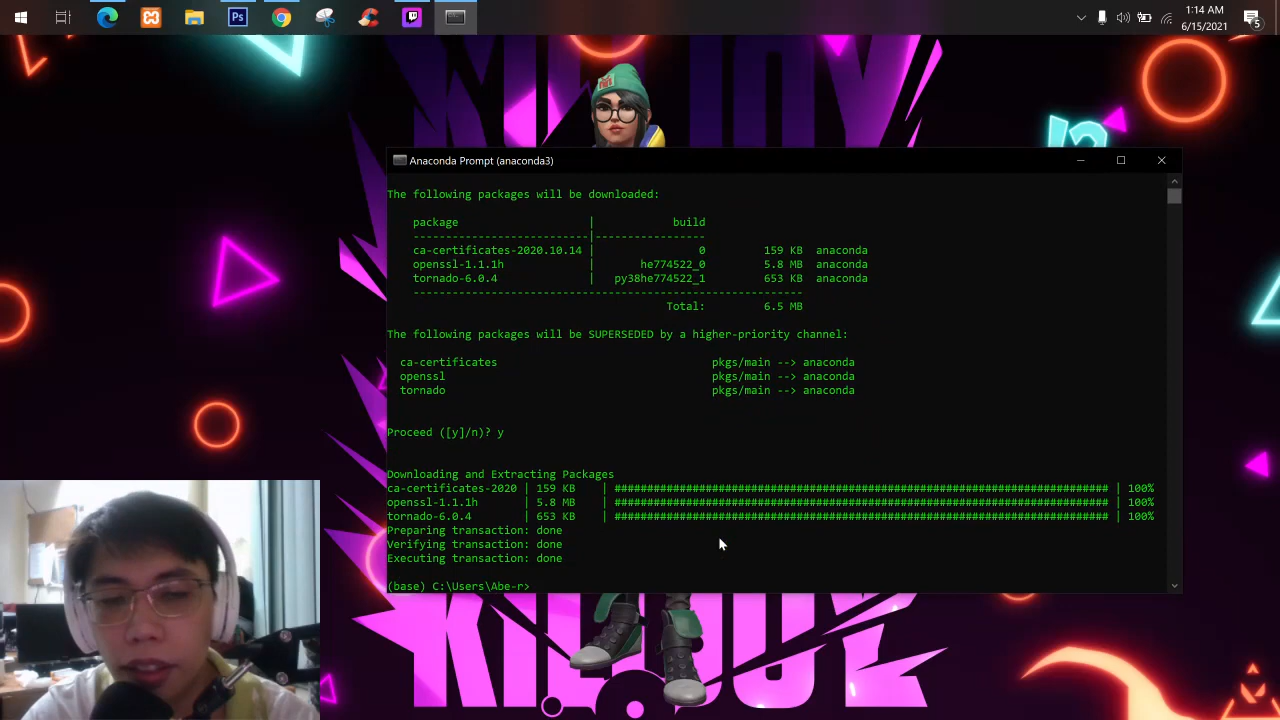 1:14 AM
6/15/2021
5
Ps
Anaconda Prompt (anaconda3)
The following packages will be downloaded:
package | build
---------------------------|-----------------
ca-certificates-2020.10.14 | 0 159 KB anaconda
openssl-1.1.1h | he774522_0 5.8 MB anaconda
tornado-6.0.4 | py38he774522_1 653 KB anaconda
------------------------------------------------------------
Total: 6.5 MB
The following packages will be SUPERSEDED by a higher-priority channel:
ca-certificates pkgs/main --> anaconda
openssl pkgs/main --> anaconda
tornado pkgs/main --> anaconda
Proceed ([y]/n)? y
Downloading and Extracting Packages
ca-certificates-2020 | 159 KB | ############################################################################ | 100%
openssl-1.1.1h | 5.8 MB | ############################################################################ | 100%
tornado-6.0.4 | 653 KB | ############################################################################ | 100%
Preparing transaction: done
Verifying transaction: done
Executing transaction: done
(base) C:\Users\Abe-r>
KILLJOY